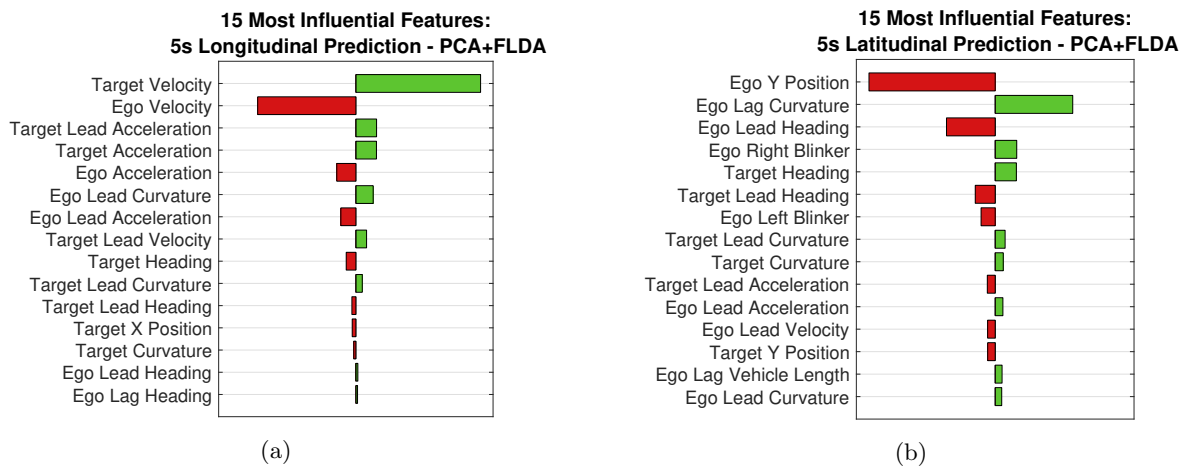 15 Most Influential Features:
5s Longitudinal Prediction - PCA+FLDA
Target Velocity
Ego Velocity
Target Lead Acceleration
Target Acceleration
Ego Acceleration
Ego Lead Curvature
Ego Lead Acceleration
Target Lead Velocity
Target Heading
Target Lead Curvature
Target Lead Heading
Target X Position
Target Curvature
Ego Lead Heading
Ego Lag Heading
(a)
15 Most Influential Features:
5s Latitudinal Prediction - PCA+FLDA
Ego Y Position
Ego Lag Curvature
Ego Lead Heading
Ego Right Blinker
Target Heading
Target Lead Heading
Ego Left Blinker
Target Lead Curvature
Target Curvature
Target Lead Acceleration
Ego Lead Acceleration
Ego Lead Velocity
Target Y Position
Ego Lag Vehicle Length
Ego Lead Curvature
(b)